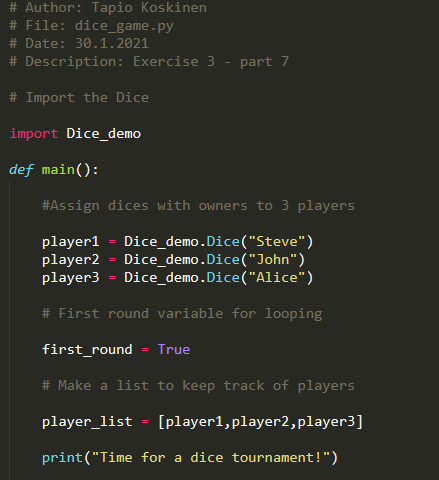 # Author: Tapio Koskinen
# File: dice_game.py
# Date: 30.1.2021
# Description: Exercise 3 - part 7
# Import the Dice
import Dice_demo
def main():
#Assign dices with owners to 3 players
player1 = Dice_demo.Dice("Steve")
player2 = Dice_demo.Dice("John")
player3 = Dice_demo.Dice("Alice")
# First round variable for looping
first_round = True
# Make a list to keep track of players
player_list = [player1,player2,player3]
print("Time for a dice tournament!")